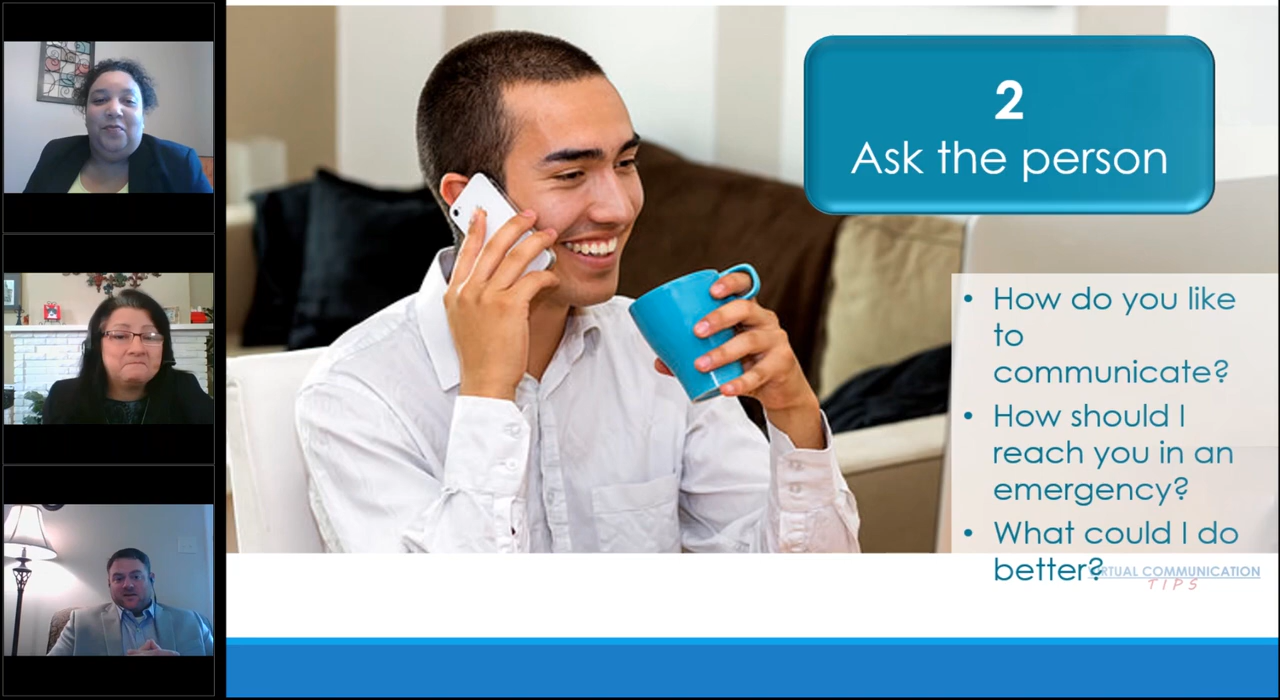 2
Ask the person
• How do you like
to
communicate?
• How should I
reach you in an
emergency?
• What could I do
better?
VIRTUAL COMMUNICATION
TIPS